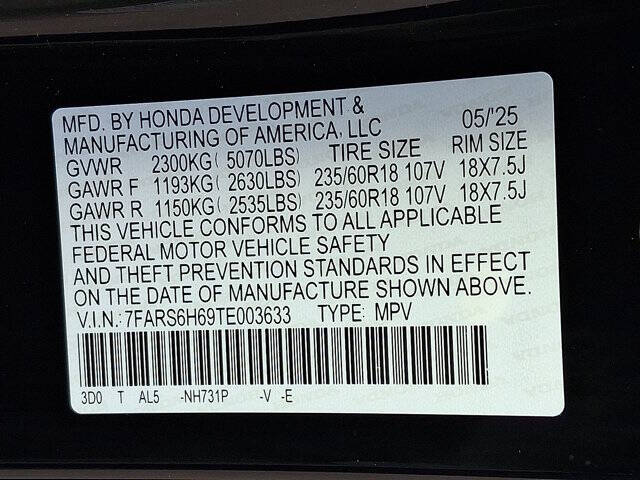 MFD. BY HONDA DEVELOPMENT & 05/'25
MANUFACTURING OF AMERICA, LLC
GVWR 2300KG( 5070LBS) TIRE SIZE RIM SIZE
GAWR F 1193KG( 2630LBS) 235/60R18 107V 18X7.5J
GAWR R 1150KG( 2535LBS) 235/60R18 107V 18X7.5J
THIS VEHICLE CONFORMS TO ALL APPLICABLE
FEDERAL MOTOR VEHICLE SAFETY
AND THEFT PREVENTION STANDARDS IN EFFECT
ON THE DATE OF MANUFACTURE SHOWN ABOVE.
V.I.N.:7FARS6H69TE003633 TYPE: MPV
3D0 T AL5 -NH731P -V -E